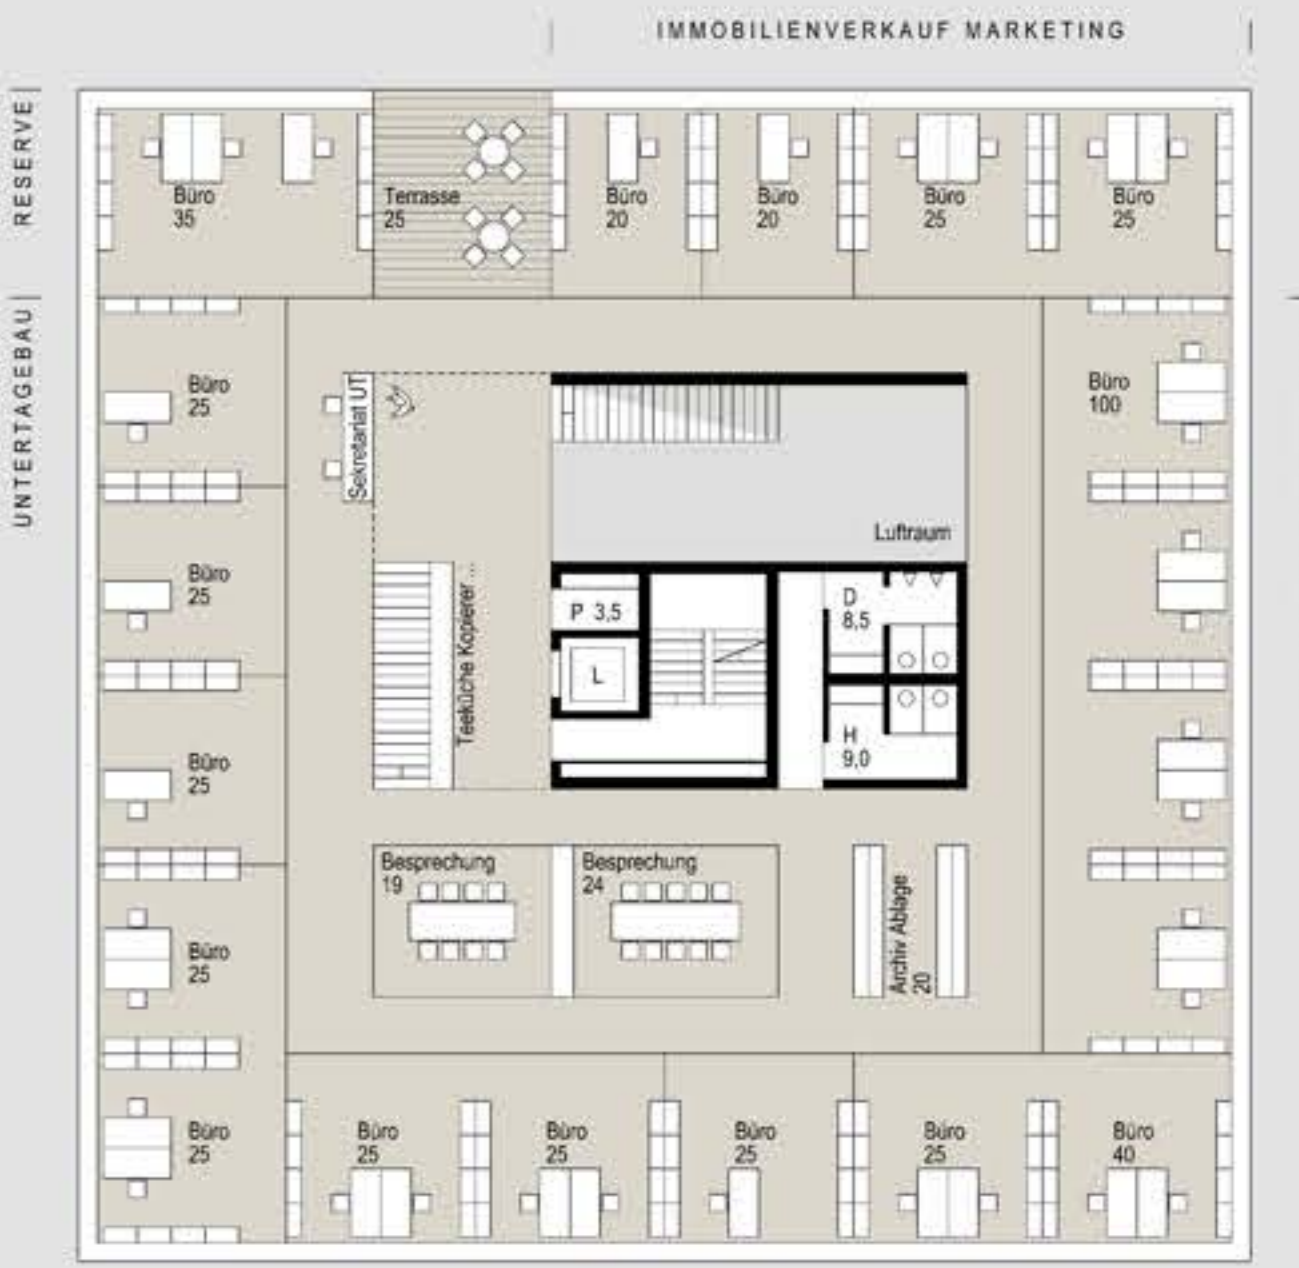 IMMOBILIENVERKAUF MARKETING
RESERVE
UNTERTAGEBAU
Büro
35
Terrasse
25
Büro
20
Büro
20
Büro
25
Büro
25
Büro
25
Sekretariat UT
Büro
100
Luftraum
Büro
25
Teeküche Kopierer ...
P 3,5
L
D
8,5
H
9,0
Büro
25
Besprechung
19
Besprechung
24
Archiv Ablage
20
Büro
25
Büro
25
Büro
25
Büro
25
Büro
25
Büro
25
Büro
40